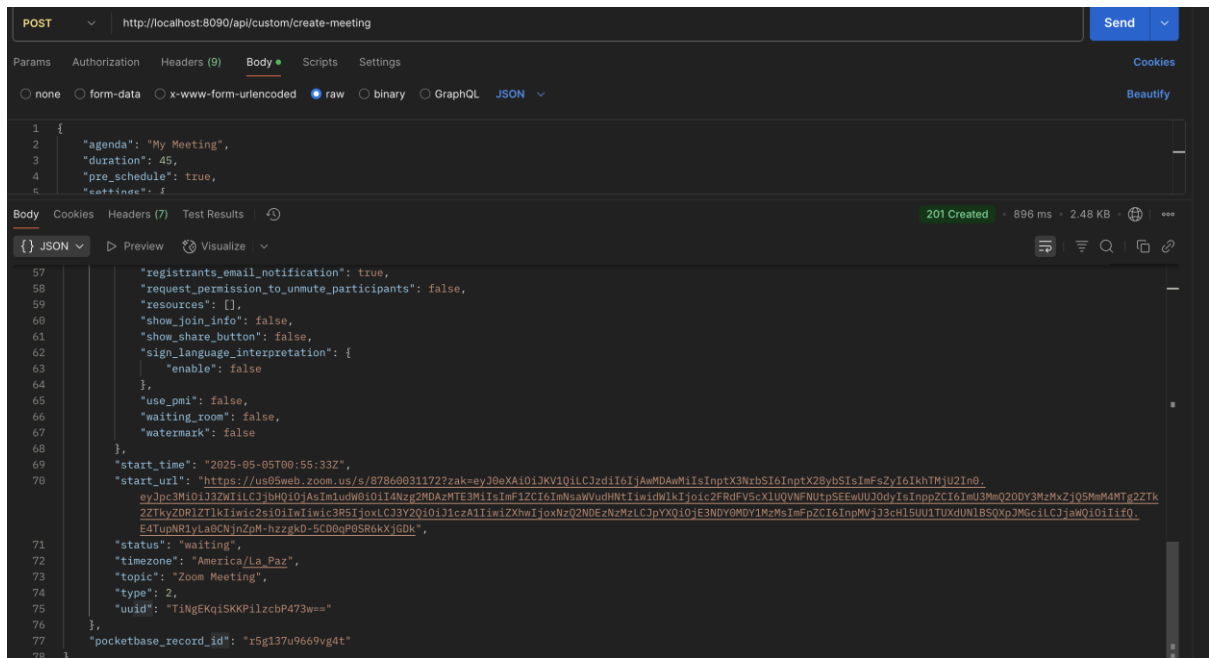 POST http://localhost:8090/api/custom/create-meeting Send
Params Authorization Headers (9) Body Scripts Settings Cookies
none form-data x-www-form-urlencoded raw binary GraphQL JSON Beautify
1 {
2 "agenda": "My Meeting",
3 "duration": 45,
4 "pre_schedule": true,
5 "settings": {
Body Cookies Headers (7) Test Results 201 Created 896 ms 2.48 KB
{} JSON Preview Visualize
57 "registrants_email_notification": true,
58 "request_permission_to_unmute_participants": false,
59 "resources": [],
60 "show_join_info": false,
61 "show_share_button": false,
62 "sign_language_interpretation": {
63 "enable": false
64 },
65 "use_pmi": false,
66 "waiting_room": false,
67 "watermark": false
68 },
69 "start_time": "2025-05-05T00:55:33Z",
70 "start_url": "https://us05web.zoom.us/s/87860031172?zak=
71 "status": "waiting",
72 "timezone": "America/La_Paz",
73 "topic": "Zoom Meeting",
74 "type": 2,
75 "uuid": "TiNgEKqiSKKPilzcbP473w=="
76 },
77 "pocketbase_record_id": "r5g137u9669vg4t"
78 }